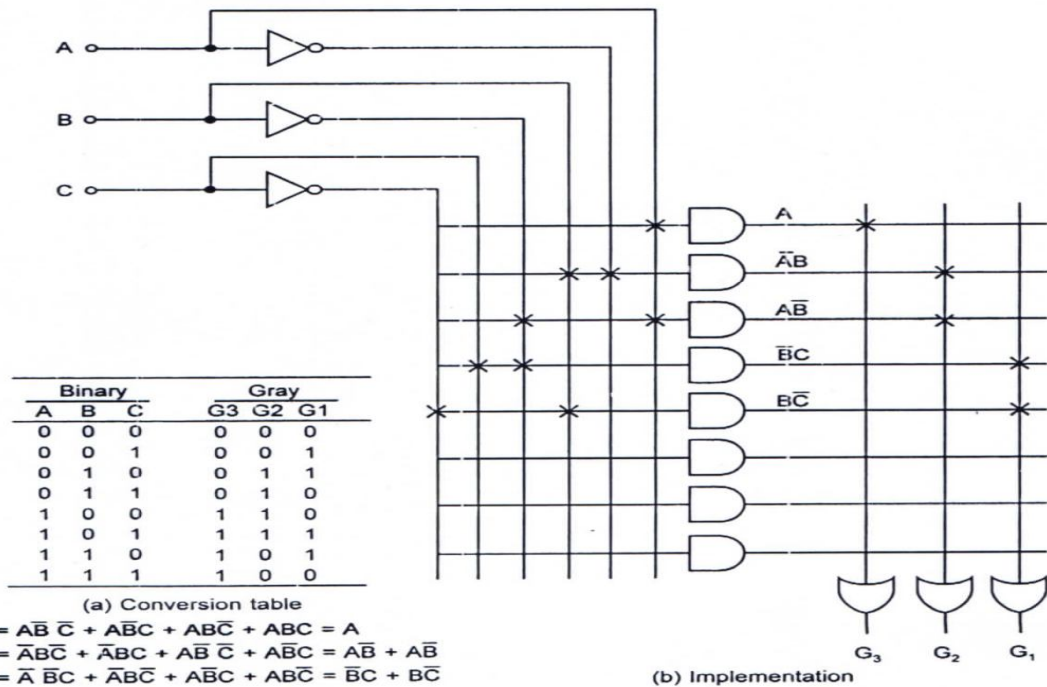 A
B
C
A
A̅B
AB̅
B̅C
BC̅
Binary Gray
A B C G3 G2 G1
0 0 0 0 0 0
0 0 1 0 0 1
0 1 0 0 1 1
0 1 1 0 1 0
1 0 0 1 1 0
1 0 1 1 1 1
1 1 0 1 0 1
1 1 1 1 0 0
(a) Conversion table
= AB̅ C̅ + AB̅C + ABC̅ + ABC = A
= A̅BC̅ + A̅BC + AB̅ C̅ + AB̅C = AB̅ + AB̅
= A̅ B̅C + A̅BC̅ + AB̅C + ABC̅ = B̅C + BC̅
G₃ G₂ G₁
(b) Implementation